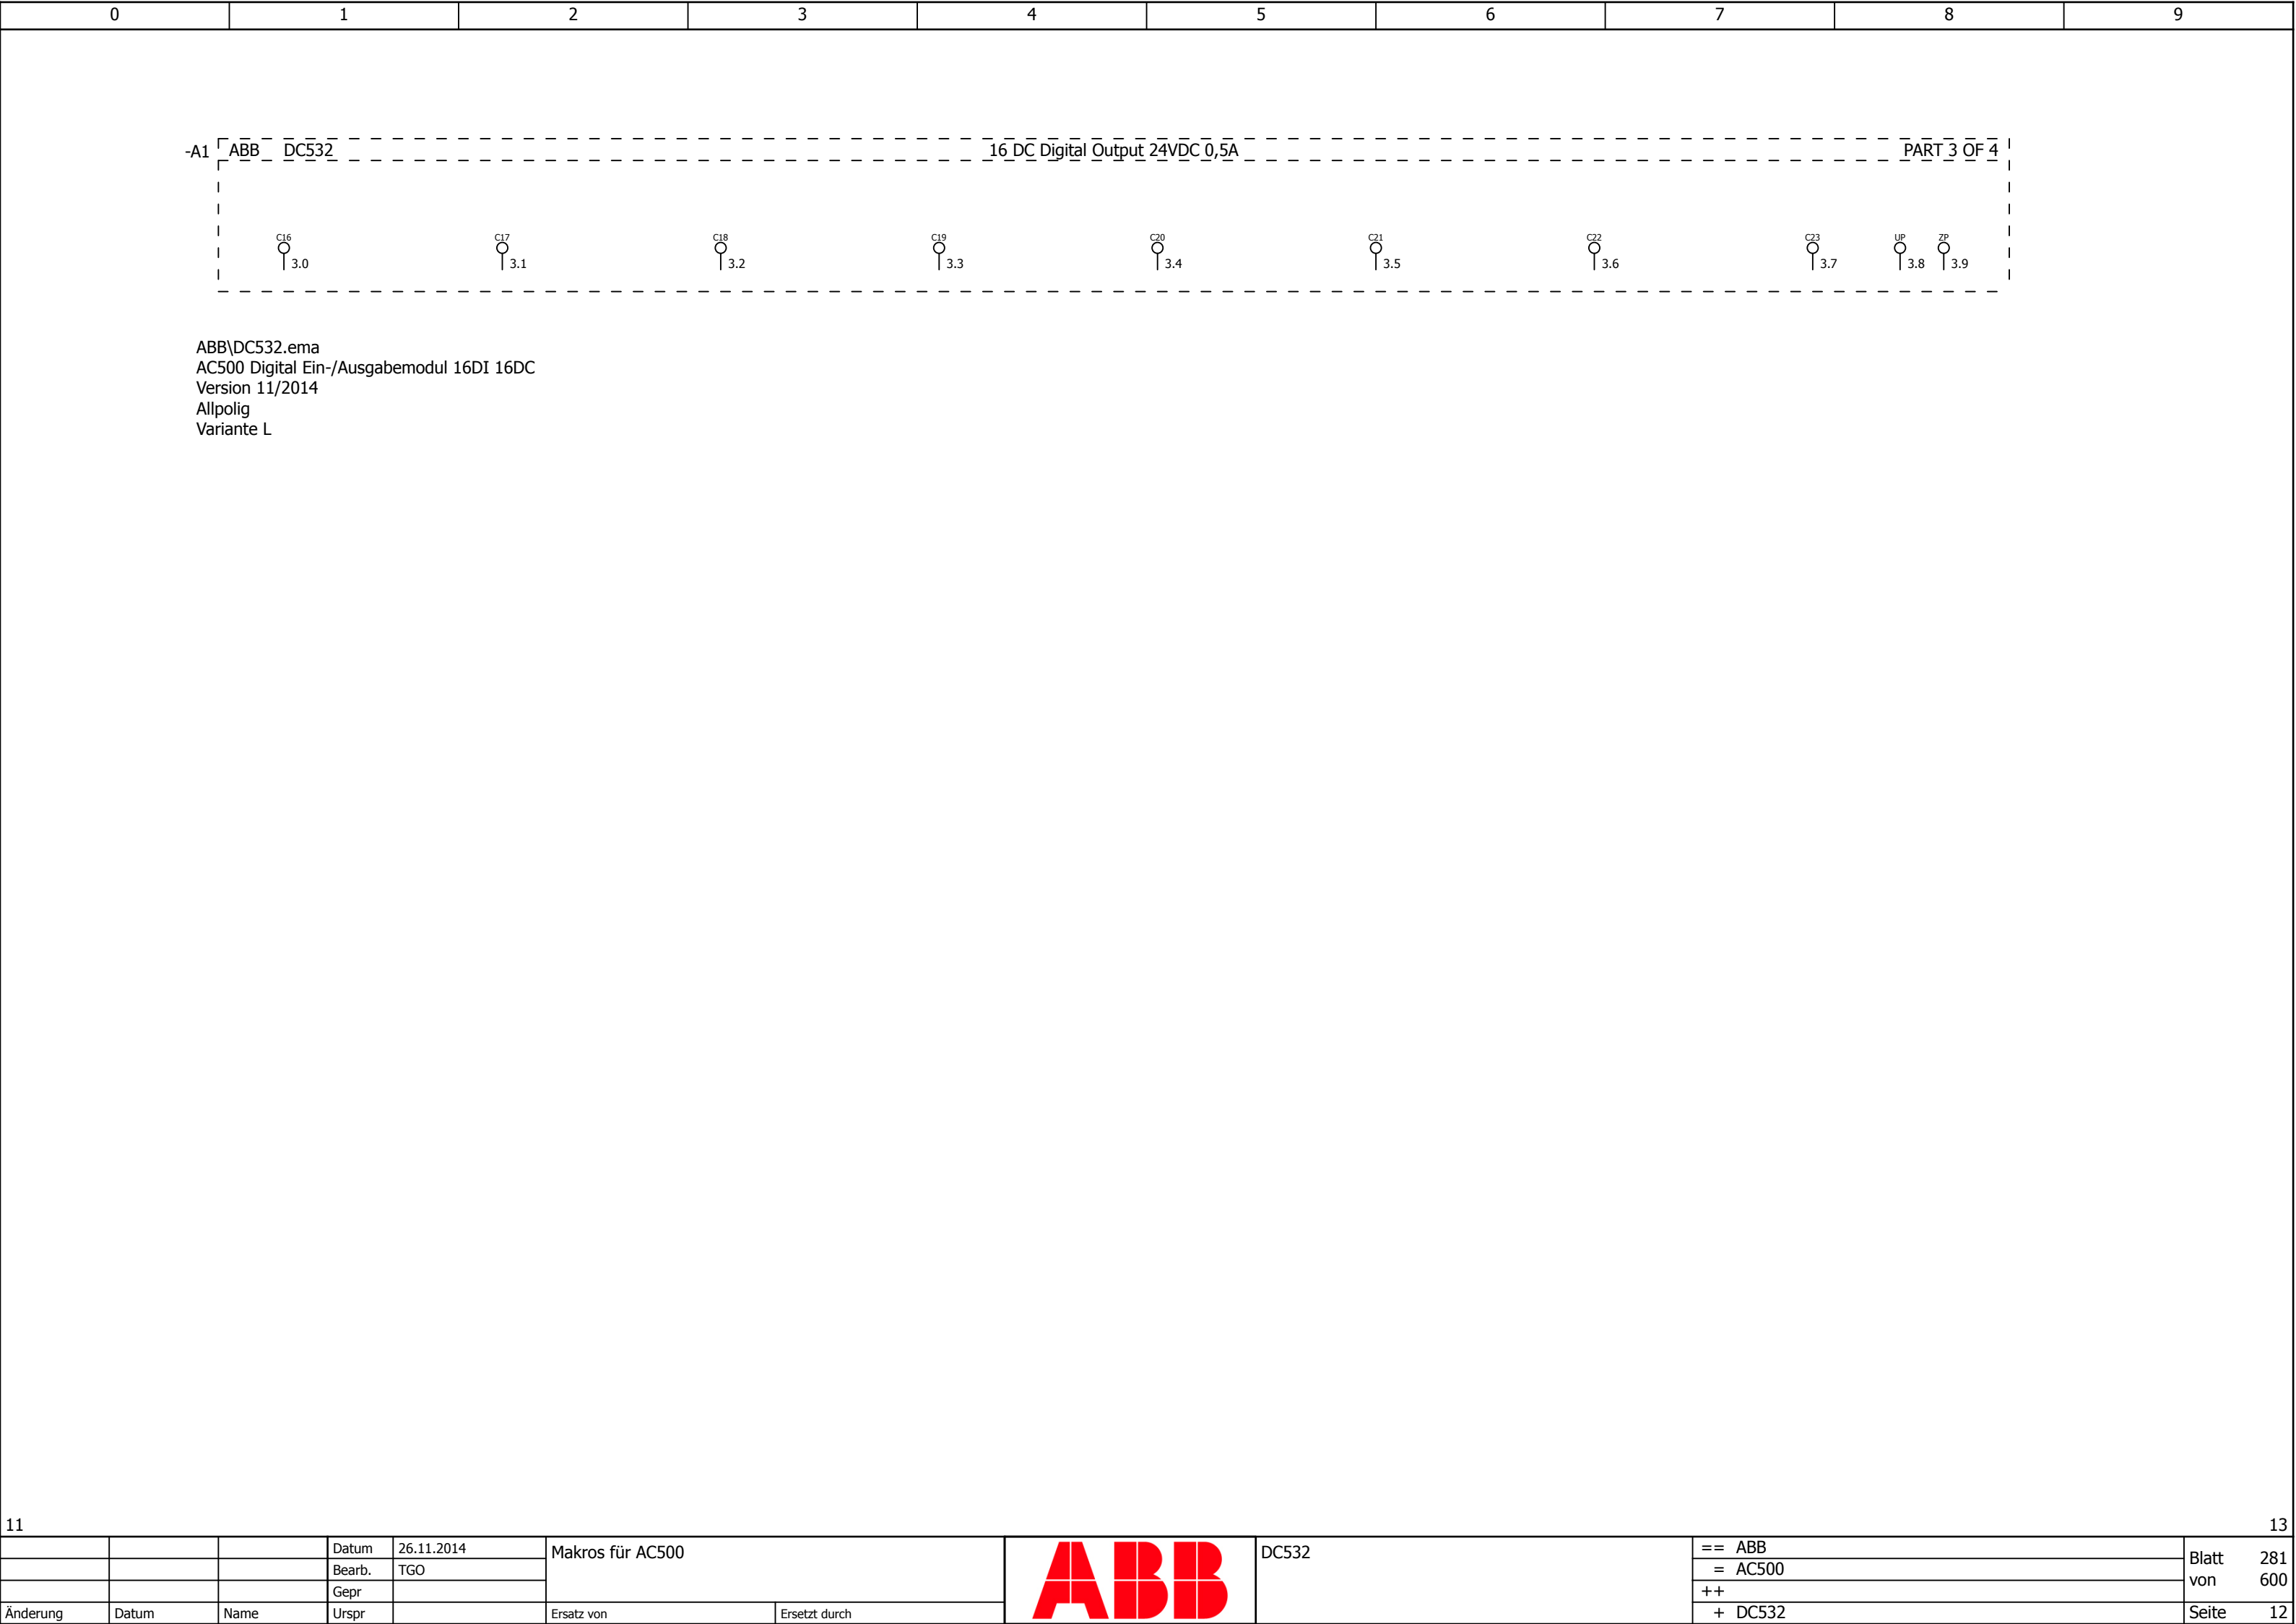 0 1 2 3 4 5 6 7 8 9
-A1 ABB DC532 16 DC Digital Output 24VDC 0,5A PART 3 OF 4
C16 C17 C18 C19 C20 C21 C22 C23 UP ZP
3.0 3.1 3.2 3.3 3.4 3.5 3.6 3.7 3.8 3.9
ABB\DC532.ema
AC500 Digital Ein-/Ausgabemodul 16DI 16DC
Version 11/2014
Allpolig
Variante L
11 13
Datum 26.11.2014
Bearb. TGO
Gepr
Änderung Datum Name Urspr
Makros für AC500
Ersatz von Ersetzt durch
ABB
DC532
== ABB
= AC500
++
+ DC532
Blatt 281
von 600
Seite 12